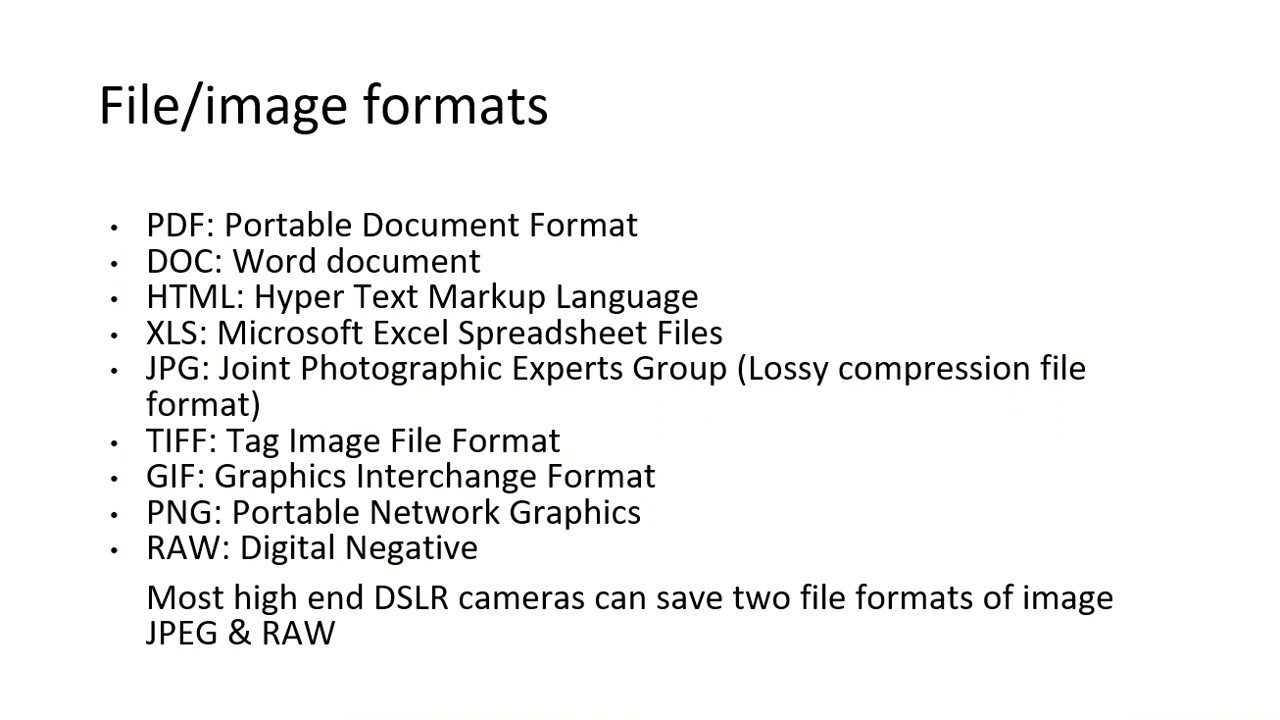 File/image formats
• PDF: Portable Document Format
• DOC: Word document
• HTML: Hyper Text Markup Language
• XLS: Microsoft Excel Spreadsheet Files
• JPG: Joint Photographic Experts Group (Lossy compression file
format)
• TIFF: Tag Image File Format
• GIF: Graphics Interchange Format
• PNG: Portable Network Graphics
• RAW: Digital Negative
Most high end DSLR cameras can save two file formats of image
JPEG & RAW